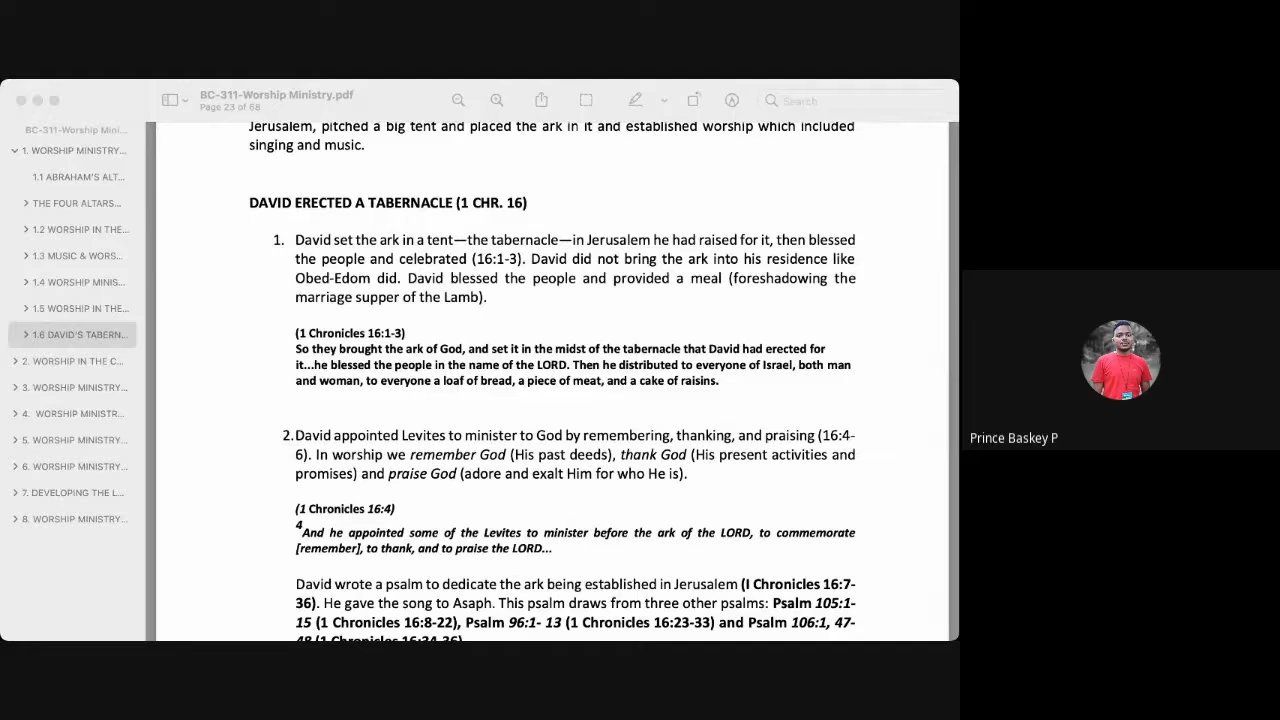 BC-311-Worship Ministry.pdf
Page 23 of 68
Search
BC-311-Worship Mini...
1. WORSHIP MINISTRY...
1.1 ABRAHAM'S ALT...
THE FOUR ALTARS...
1.2 WORSHIP IN THE...
1.3 MUSIC & WORS...
1.4 WORSHIP MINIS...
1.5 WORSHIP IN THE...
1.6 DAVID'S TABERN...
2. WORSHIP IN THE C...
3. WORSHIP MINISTRY...
4. WORSHIP MINISTR...
5. WORSHIP MINISTRY...
6. WORSHIP MINISTRY...
7. DEVELOPING THE L...
8. WORSHIP MINISTRY...
Jerusalem, pitched a big tent and placed the ark in it and established worship which included
singing and music.
DAVID ERECTED A TABERNACLE (1 CHR. 16)
1. David set the ark in a tent—the tabernacle—in Jerusalem he had raised for it, then blessed
the people and celebrated (16:1-3). David did not bring the ark into his residence like
Obed-Edom did. David blessed the people and provided a meal (foreshadowing the
marriage supper of the Lamb).
(1 Chronicles 16:1-3)
So they brought the ark of God, and set it in the midst of the tabernacle that David had erected for
it...he blessed the people in the name of the LORD. Then he distributed to everyone of Israel, both man
and woman, to everyone a loaf of bread, a piece of meat, and a cake of raisins.
2. David appointed Levites to minister to God by remembering, thanking, and praising (16:4-
6). In worship we remember God (His past deeds), thank God (His present activities and
promises) and praise God (adore and exalt Him for who He is).
(1 Chronicles 16:4)
4 And he appointed some of the Levites to minister before the ark of the LORD, to commemorate
[remember], to thank, and to praise the LORD...
David wrote a psalm to dedicate the ark being established in Jerusalem (I Chronicles 16:7-
36). He gave the song to Asaph. This psalm draws from three other psalms: Psalm 105:1-
15 (1 Chronicles 16:8-22), Psalm 96:1- 13 (1 Chronicles 16:23-33) and Psalm 106:1, 47-
48 (1 Chronicles 16:34-36)
Prince Baskey P